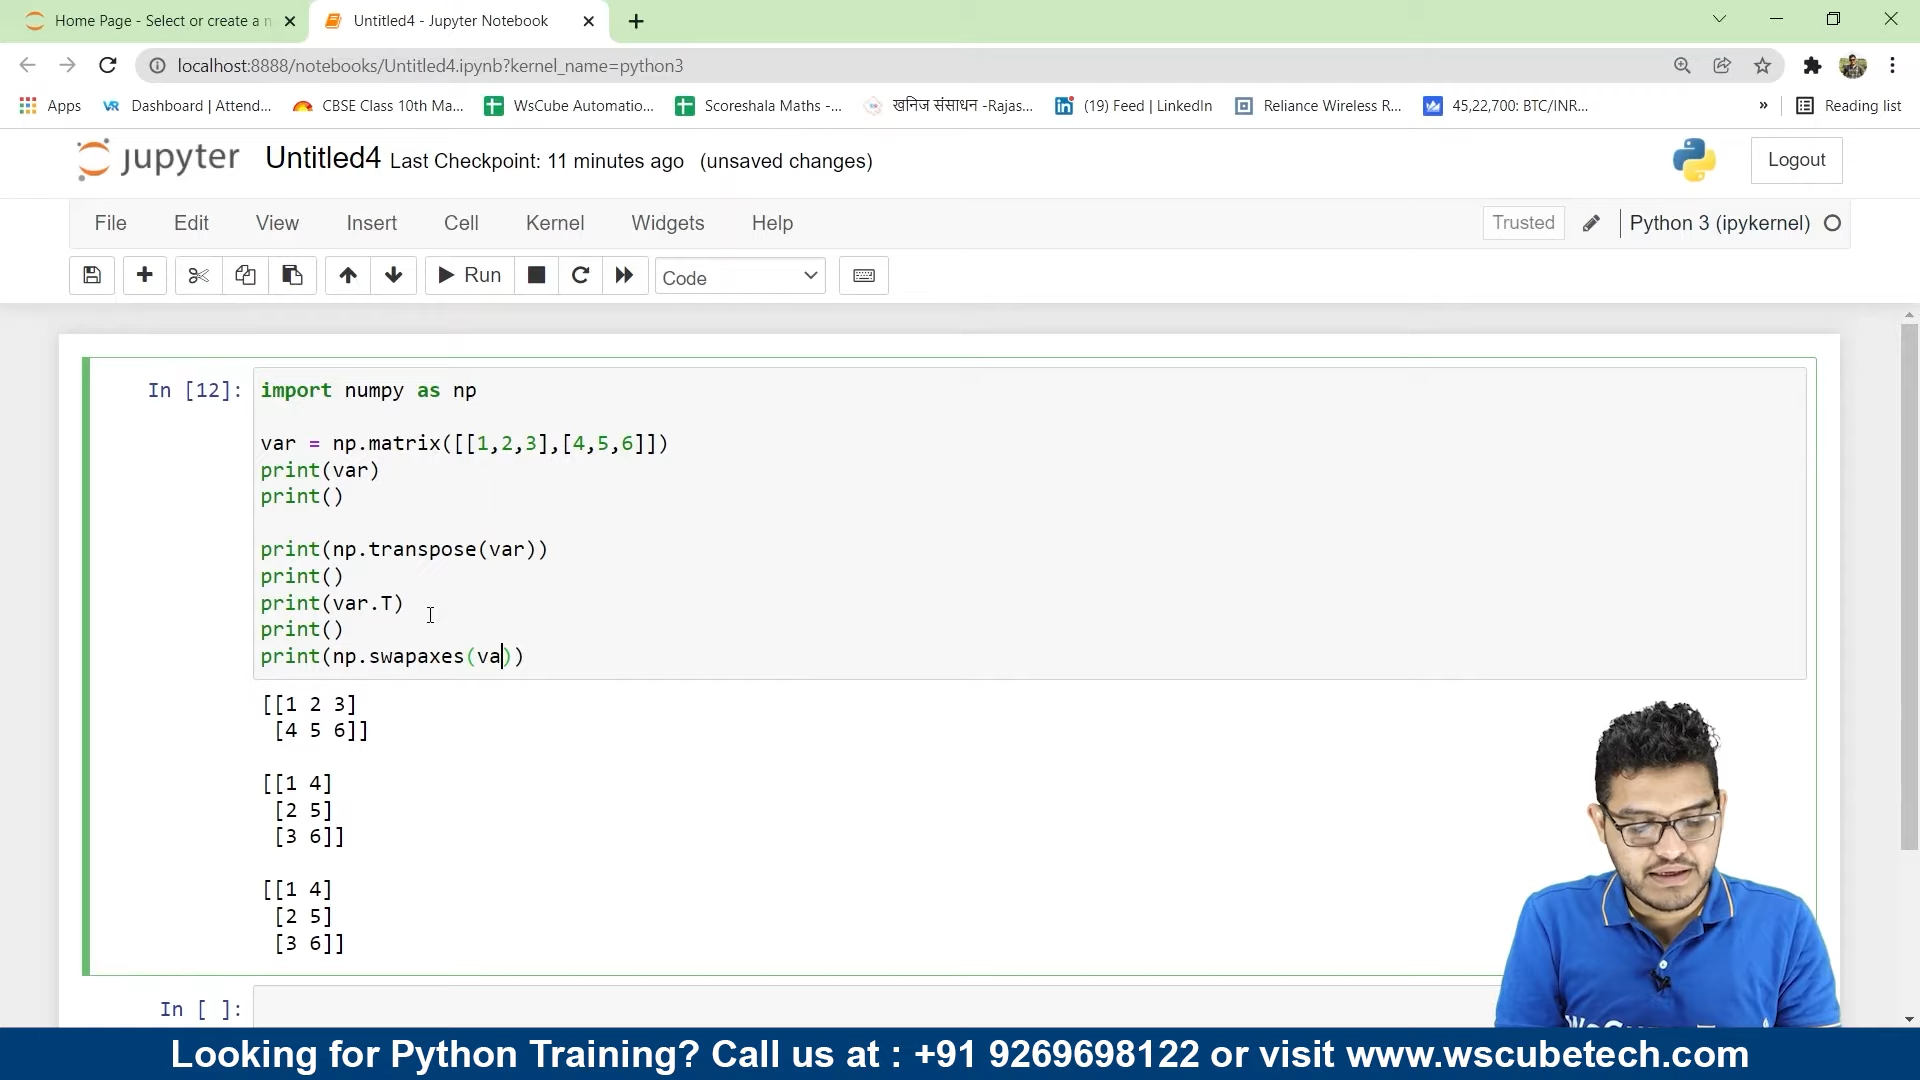 Home Page - Select or create a n
Untitled4 - Jupyter Notebook
localhost:8888/notebooks/Untitled4.ipynb?kernel_name=python3
Apps
Dashboard | Attend...
CBSE Class 10th Ma...
WsCube Automatio...
Scoreshala Maths -...
खनिज संसाधन -Rajas...
(19) Feed | LinkedIn
Reliance Wireless R...
45,22,700: BTC/INR...
»
Reading list
jupyter
Untitled4 Last Checkpoint: 11 minutes ago (unsaved changes)
Logout
File
Edit
View
Insert
Cell
Kernel
Widgets
Help
Trusted
Python 3 (ipykernel)
Run
Code
In [12]:
import numpy as np
var = np.matrix([[1,2,3],[4,5,6]])
print(var)
print()
print(np.transpose(var))
print()
print(var.T)
print()
print(np.swapaxes(va))
[[1 2 3]
[4 5 6]]
[[1 4]
[2 5]
[3 6]]
[[1 4]
[2 5]
[3 6]]
In [ ]:
Looking for Python Training? Call us at : +91 9269698122 or visit www.wscubetech.com